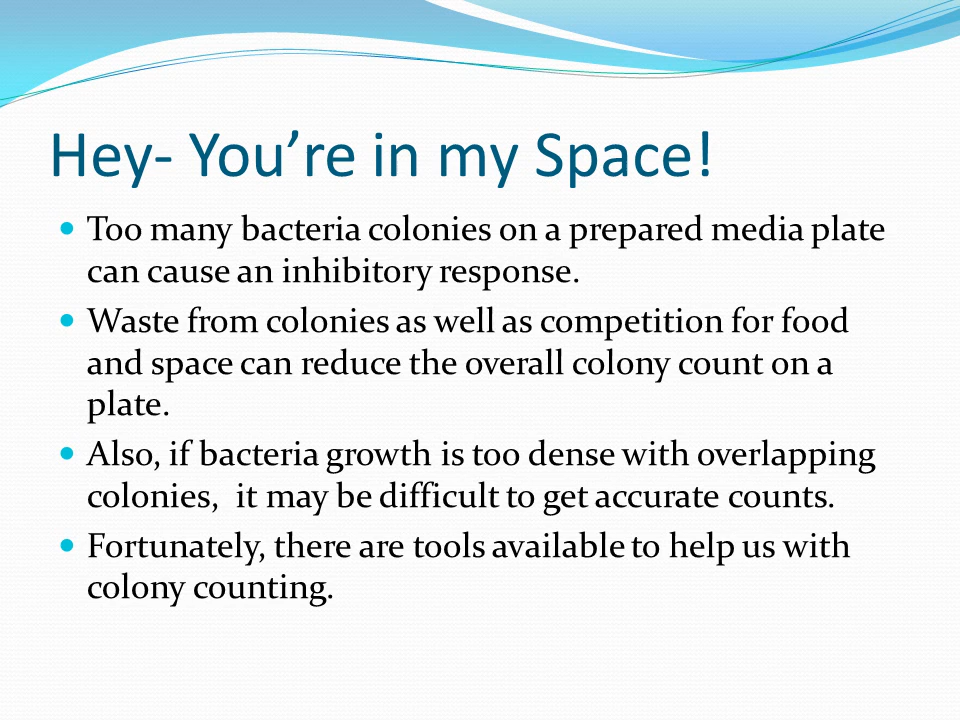 Hey- You’re in my Space!
• Too many bacteria colonies on a prepared media plate
can cause an inhibitory response.
• Waste from colonies as well as competition for food
and space can reduce the overall colony count on a
plate.
• Also, if bacteria growth is too dense with overlapping
colonies,  it may be difficult to get accurate counts.
• Fortunately, there are tools available to help us with
colony counting.